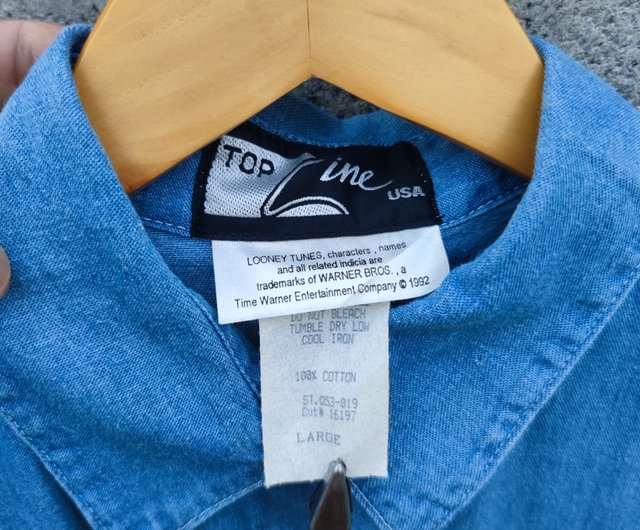 TOP Line
USA
LOONEY TUNES, characters , names
and all related indicia are
trademarks of WARNER BROS. , a
Time Warner Entertainment Company © 1992
DO NOT BLEACH
TUMBLE DRY LOW
COOL IRON
100% COTTON
ST.053-019
Cut# 16197
LARGE